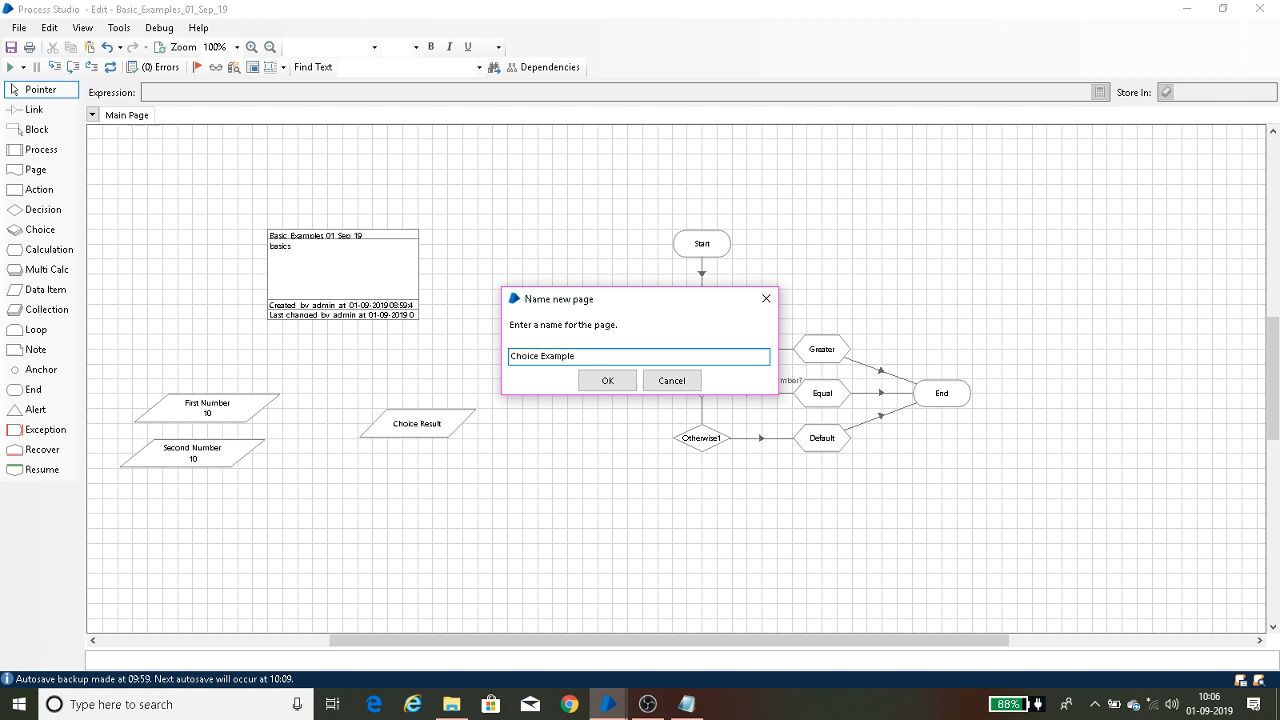 Process Studio - Edit - Basic_Examples_01_Sep_19
File Edit View Tools Debug Help
Zoom 100% B I U
(0) Errors Find Text Dependencies
Pointer Expression: Store In:
Link Main Page
Block
Process
Page
Action
Decision
Choice
Calculation
Multi Calc
Data Item
Collection
Loop
Note
Anchor
End
Alert
Exception
Recover
Resume
Basic Examples 01 Sep 19
basics
Created by admin at 01-09-2019 08:59:4
Last changed by admin at 01-09-2019 0
First Number
10
Second Number
10
Choice Result
Start
Name new page
Enter a name for the page.
Choice Example
OK Cancel
Greater
mber?
Equal
End
Otherwise1
Default
Autosave backup made at 09:59. Next autosave will occur at 10:09.
Type here to search
88%
10:06
01-09-2019